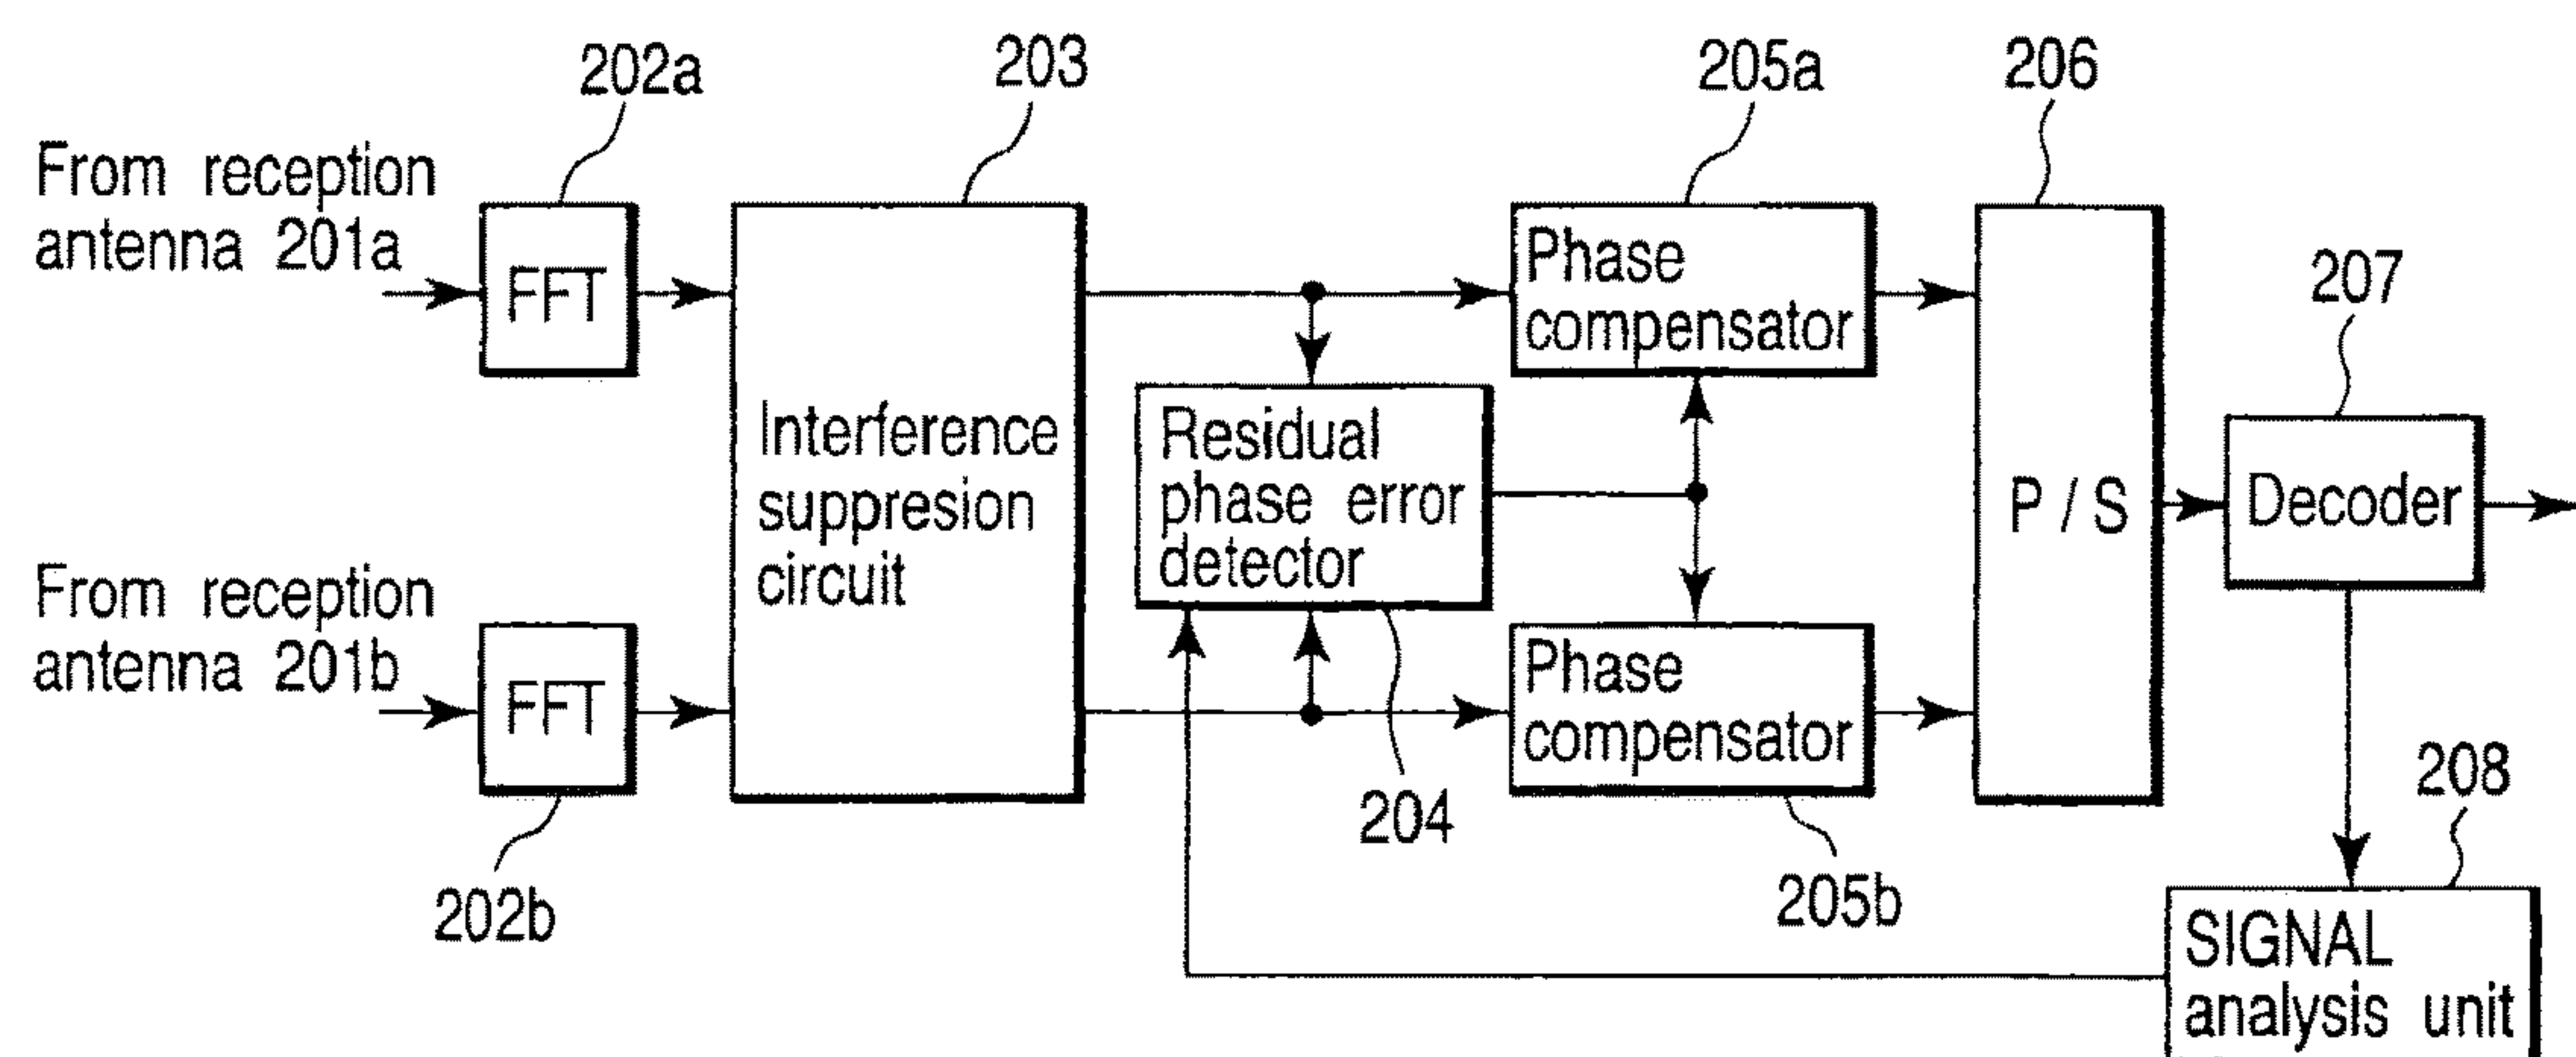 202a
203
205a
206
From reception
antenna 201a
FFT
Phase
compensator
207
Interference
suppresion
circuit
Residual
phase error
detector
P / S
Decoder
From reception
antenna 201b
FFT
Phase
compensator
204
208
202b
205b
SIGNAL
analysis unit